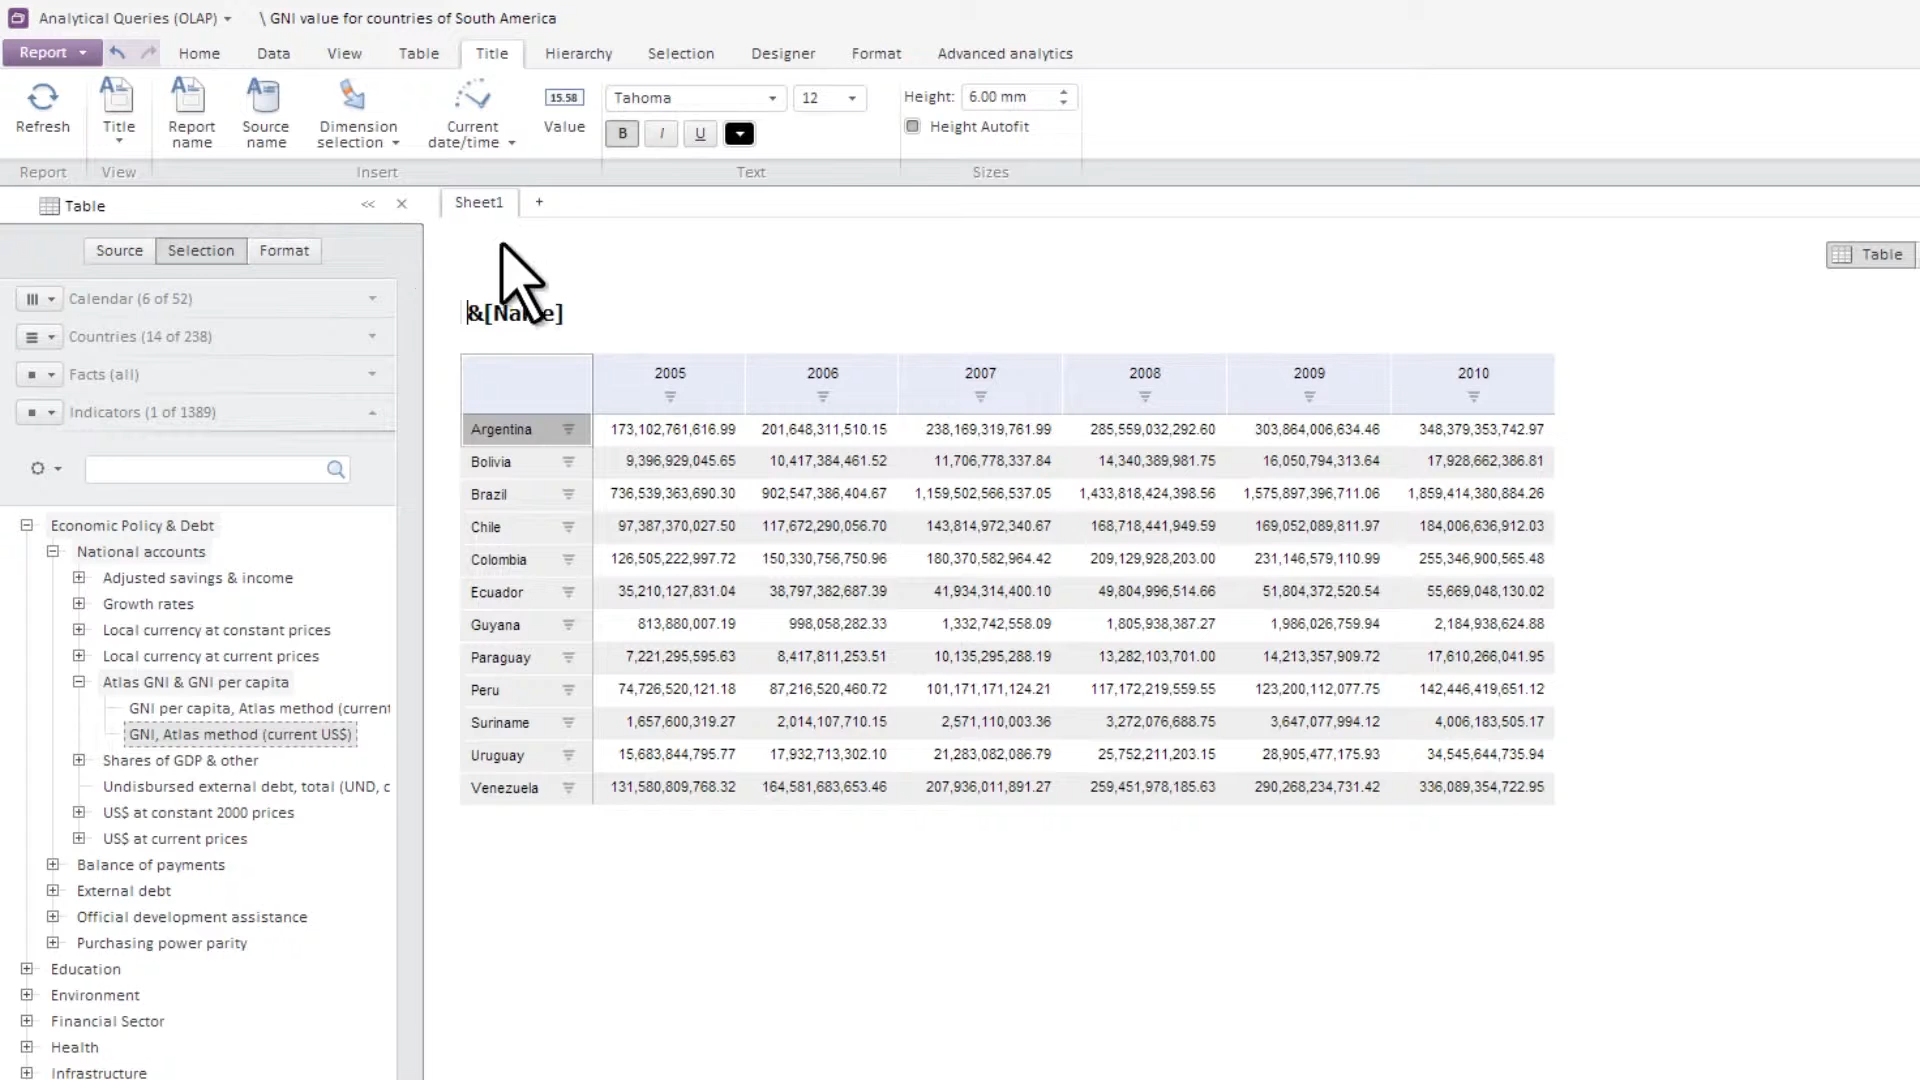 Analytical Queries (OLAP) \ GNI value for countries of South America
Report Home Data View Table Title Hierarchy Selection Designer Format Advanced analytics
Refresh Title Report name Source name Dimension selection Current date/time 15.58 Value Tahoma 12 B I U Height: 6.00 mm Height Autofit
Report View Insert Text Sizes
Table << Sheet1 +
Source Selection Format
Table
Calendar (6 of 52)
Countries (14 of 238)
Facts (all)
Indicators (1 of 1389)
Economic Policy & Debt
National accounts
Adjusted savings & income
Growth rates
Local currency at constant prices
Local currency at current prices
Atlas GNI & GNI per capita
GNI per capita, Atlas method (current
GNI, Atlas method (current US$)
Shares of GDP & other
Undisbursed external debt, total (UND, c
US$ at constant 2000 prices
US$ at current prices
Balance of payments
External debt
Official development assistance
Purchasing power parity
Education
Environment
Financial Sector
Health
Infrastructure
&[Name]
2005 2006 2007 2008 2009 2010
Argentina 173,102,761,616.99 201,648,311,510.15 238,169,319,761.99 285,559,032,292.60 303,864,006,634.46 348,379,353,742.97
Bolivia 9,396,929,045.65 10,417,384,461.52 11,706,778,337.84 14,340,389,981.75 16,050,794,313.64 17,928,662,386.81
Brazil 736,539,363,690.30 902,547,386,404.67 1,159,502,566,537.05 1,433,818,424,398.56 1,575,897,396,711.06 1,859,414,380,884.26
Chile 97,387,370,027.50 117,672,290,056.70 143,814,972,340.67 168,718,441,949.59 169,052,089,811.97 184,006,636,912.03
Colombia 126,505,222,997.72 150,330,756,750.96 180,370,582,964.42 209,129,928,203.00 231,146,579,110.99 255,346,900,565.48
Ecuador 35,210,127,831.04 38,797,382,687.39 41,934,314,400.10 49,804,996,514.66 51,804,372,520.54 55,669,048,130.02
Guyana 813,880,007.19 998,058,282.33 1,332,742,558.09 1,805,938,387.27 1,986,026,759.94 2,184,938,624.88
Paraguay 7,221,295,595.63 8,417,811,253.51 10,135,295,288.19 13,282,103,701.00 14,213,357,909.72 17,610,266,041.95
Peru 74,726,520,121.18 87,216,520,460.72 101,171,171,124.21 117,172,219,559.55 123,200,112,077.75 142,446,419,651.12
Suriname 1,657,600,319.27 2,014,107,710.15 2,571,110,003.36 3,272,076,688.75 3,647,077,994.12 4,006,183,505.17
Uruguay 15,683,844,795.77 17,932,713,302.10 21,283,082,086.79 25,752,211,203.15 28,905,477,175.93 34,545,644,735.94
Venezuela 131,580,809,768.32 164,581,683,653.46 207,936,011,891.27 259,451,978,185.63 290,268,234,731.42 336,089,354,722.95